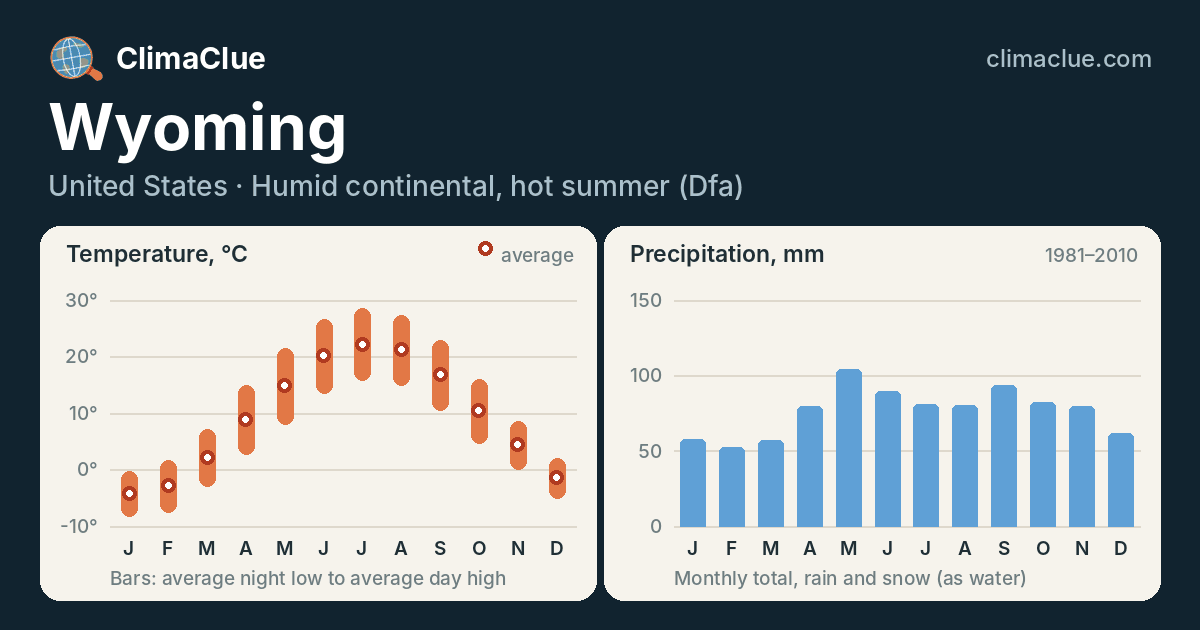 ClimaClue
climaclue.com
Wyoming
United States · Humid continental, hot summer (Dfa)
Temperature, °C
average
30°
20°
10°
0°
-10°
J F M A M J J A S O N D
Bars: average night low to average day high
Precipitation, mm
1981–2010
150
100
50
0
J F M A M J J A S O N D
Monthly total, rain and snow (as water)